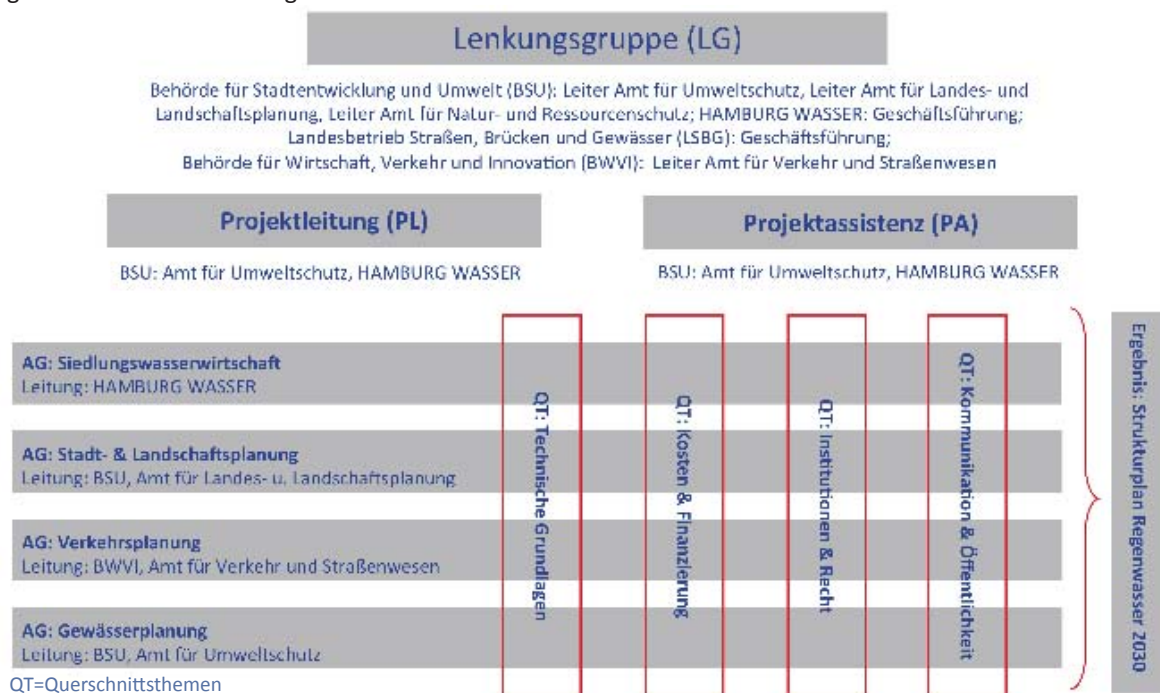 Lenkungsgruppe (LG)
Behörde für Stadtentwicklung und Umwelt (BSU): Leiter Amt für Umweltschutz, Leiter Amt für Landes- und
Landschaftsplanung, Leiter Amt für Natur- und Ressourcenschutz; HAMBURG WASSER: Geschäftsführung;
Landesbetrieb Straßen, Brücken und Gewässer (LSBG): Geschäftsführung;
Behörde für Wirtschaft, Verkehr und Innovation (BWVI): Leiter Amt für Verkehr und Straßenwesen
Projektleitung (PL)
BSU: Amt für Umweltschutz, HAMBURG WASSER
Projektassistenz (PA)
BSU: Amt für Umweltschutz, HAMBURG WASSER
AG: Siedlungswasserwirtschaft
Leitung: HAMBURG WASSER
AG: Stadt- & Landschaftsplanung
Leitung: BSU, Amt für Landes- u. Landschaftsplanung
AG: Verkehrsplanung
Leitung: BWVI, Amt für Verkehr und Straßenwesen
AG: Gewässerplanung
Leitung: BSU, Amt für Umweltschutz
QT: Technische Grundlagen
QT: Kosten & Finanzierung
QT: Institutionen & Recht
QT: Kommunikation & Öffentlichkeit
Ergebnis: Strukturplan Regenwasser 2030
QT=Querschnittsthemen